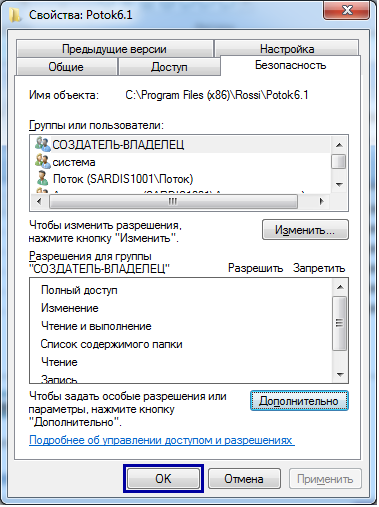 Свойства: Potok6.1
Предыдущие версии Настройка
Общие Доступ Безопасность
Имя объекта: C:\Program Files (x86)\Rossi\Potok6.1
Группы или пользователи:
СОЗДАТЕЛЬ-ВЛАДЕЛЕЦ
система
Поток (SARDIS1001\Поток)
Чтобы изменить разрешения,
нажмите кнопку "Изменить".
Изменить...
Разрешения для группы
"СОЗДАТЕЛЬ-ВЛАДЕЛЕЦ" Разрешить Запретить
Полный доступ
Изменение
Чтение и выполнение
Список содержимого папки
Чтение
Запись
Чтобы задать особые разрешения или
параметры, нажмите кнопку
"Дополнительно".
Дополнительно
Подробнее об управлении доступом и разрешениях
OK Отмена Применить